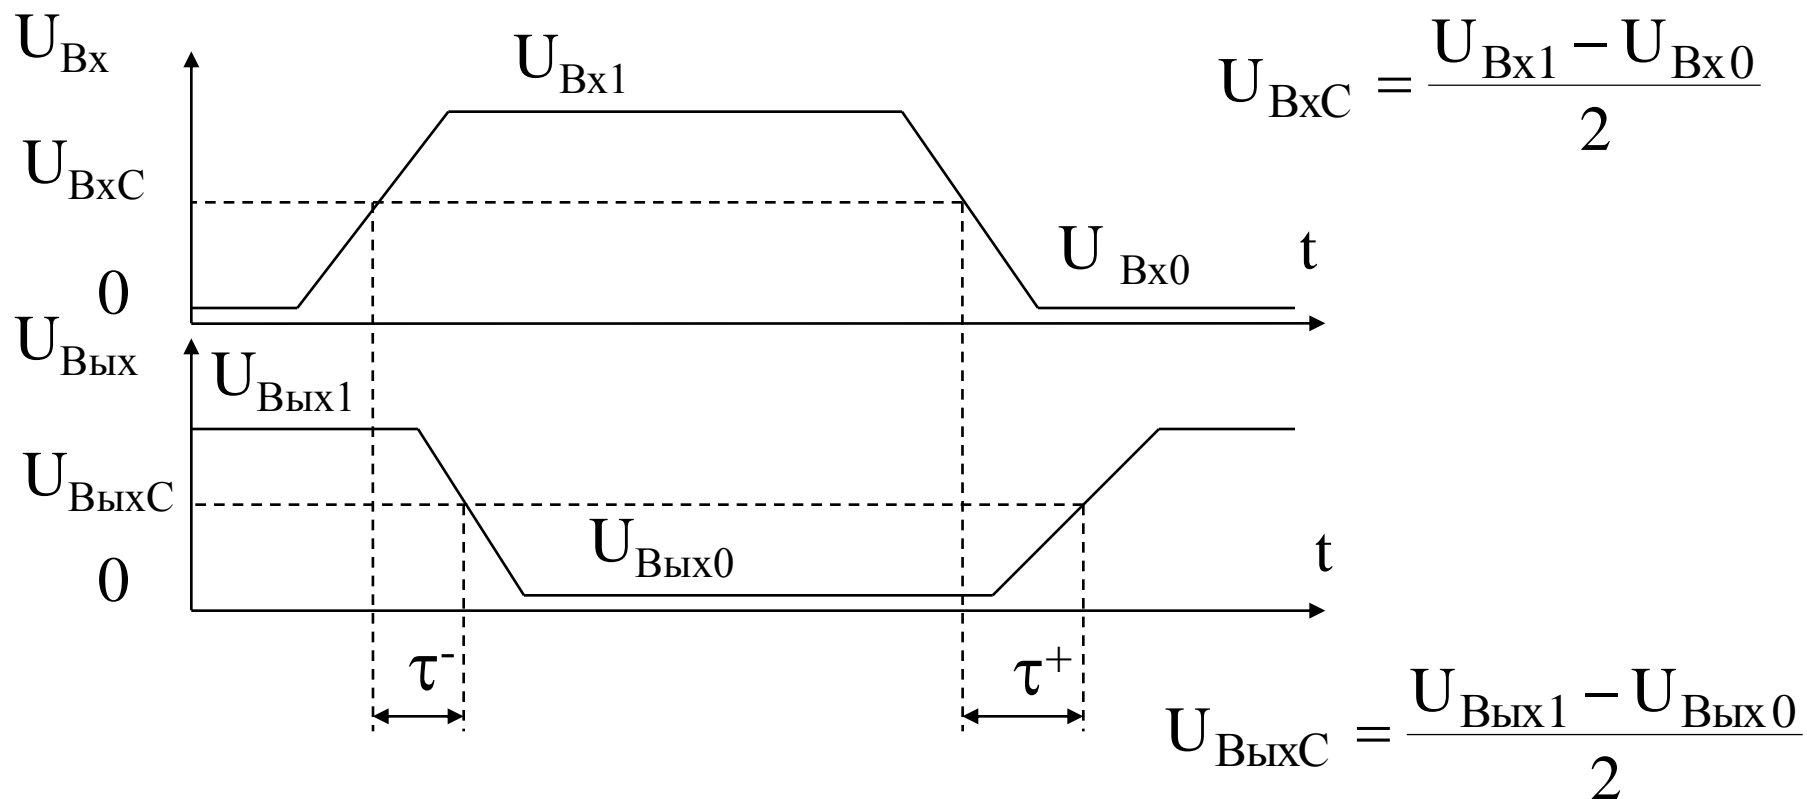 U_Вх
U_Вх1
U_ВхС = (U_Вх1 − U_Вх0) / 2
U_ВхС
U_Вх0
t
0
U_Вых
U_Вых1
U_ВыхС
U_Вых0
t
0
τ⁻
τ⁺
U_ВыхС = (U_Вых1 − U_Вых0) / 2